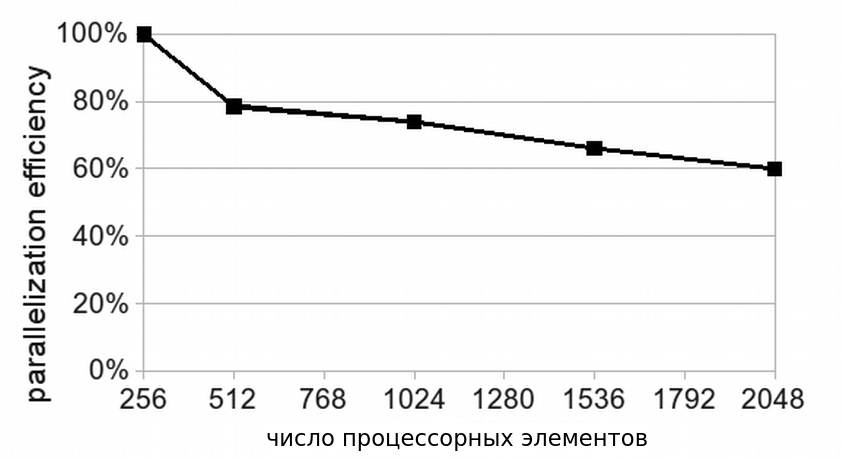 100%
80%
60%
40%
20%
0%
parallelization efficiency
256 512 768 1024 1280 1536 1792 2048
число процессорных элементов